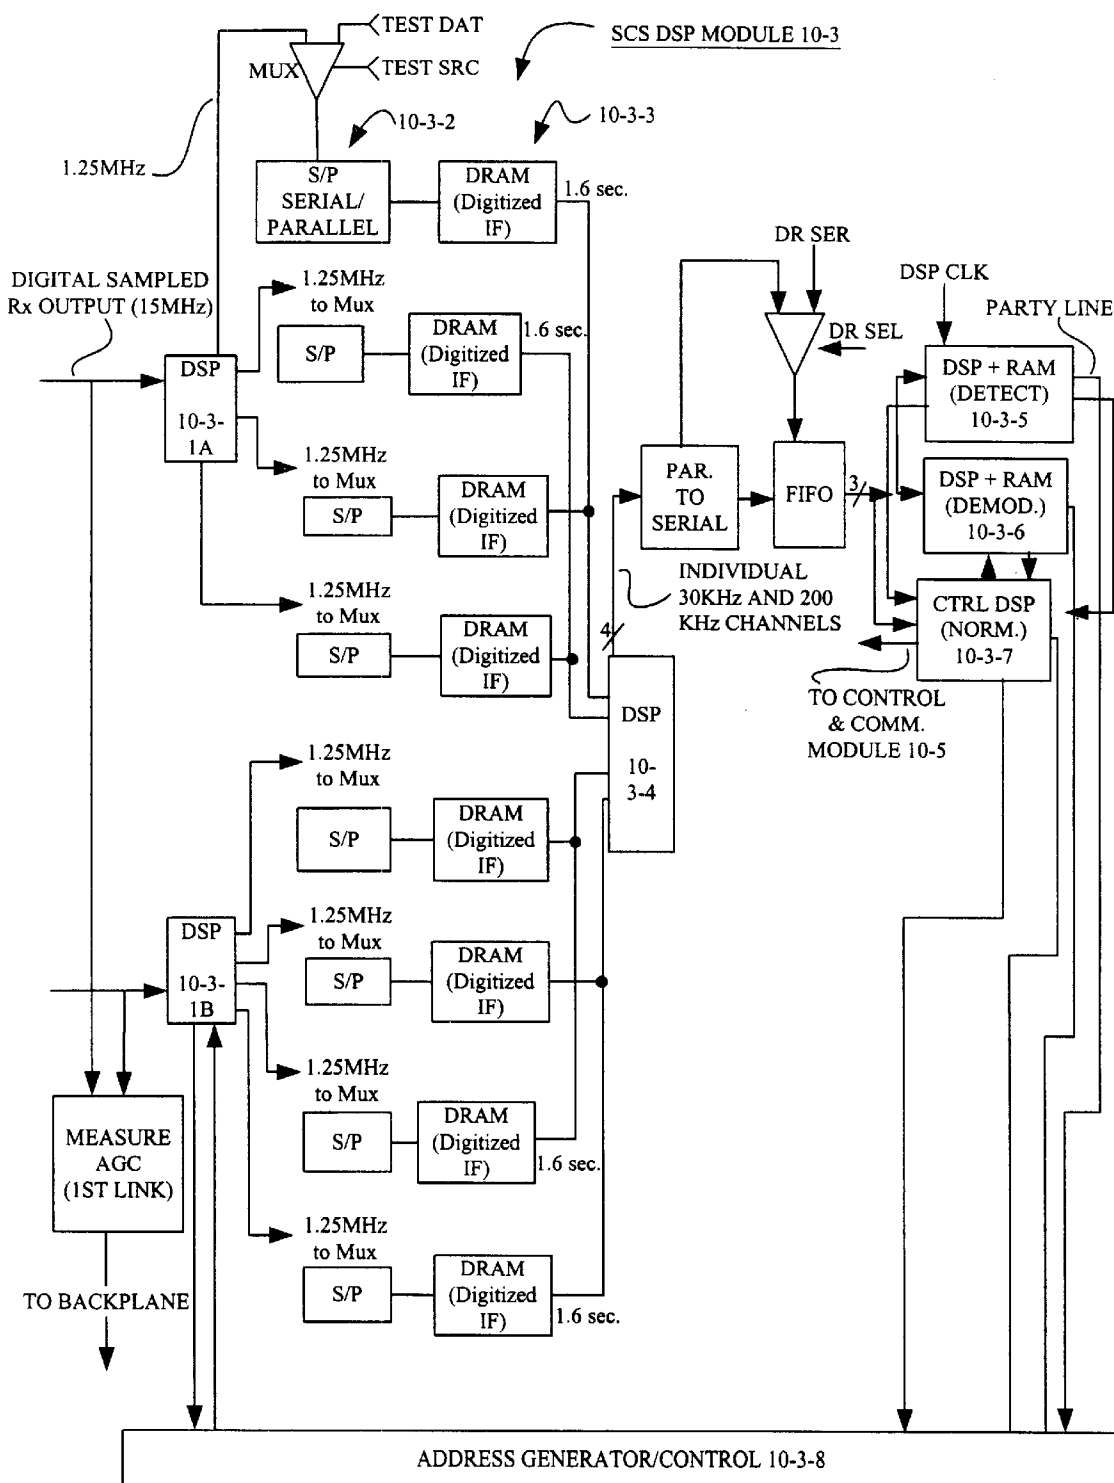 TEST DAT
SCS DSP MODULE 10-3
MUX
TEST SRC
10-3-2
10-3-3
1.25MHz
S/P
SERIAL/
PARALLEL
DRAM
(Digitized
IF)
1.6 sec.
DR SER
DIGITAL SAMPLED
Rx OUTPUT (15MHz)
1.25MHz
to Mux
DSP CLK
PARTY LINE
S/P
DRAM
(Digitized
IF)
1.6 sec.
DR SEL
DSP
10-3-
1A
DSP + RAM
(DETECT)
10-3-5
1.25MHz
to Mux
S/P
DRAM
(Digitized
IF)
PAR.
TO
SERIAL
FIFO
3
DSP + RAM
(DEMOD.)
10-3-6
INDIVIDUAL
30KHz AND 200
KHz CHANNELS
1.25MHz
to Mux
S/P
DRAM
(Digitized
IF)
4
CTRL DSP
(NORM.)
10-3-7
TO CONTROL
& COMM.
MODULE 10-5
DSP
10-
3-4
1.25MHz
to Mux
S/P
DRAM
(Digitized
IF)
DSP
10-3-
1B
1.25MHz
to Mux
S/P
DRAM
(Digitized
IF)
1.25MHz
to Mux
S/P
DRAM
(Digitized
IF)
1.6 sec.
MEASURE
AGC
(1ST LINK)
1.25MHz
to Mux
S/P
DRAM
(Digitized
IF)
1.6 sec.
TO BACKPLANE
ADDRESS GENERATOR/CONTROL 10-3-8